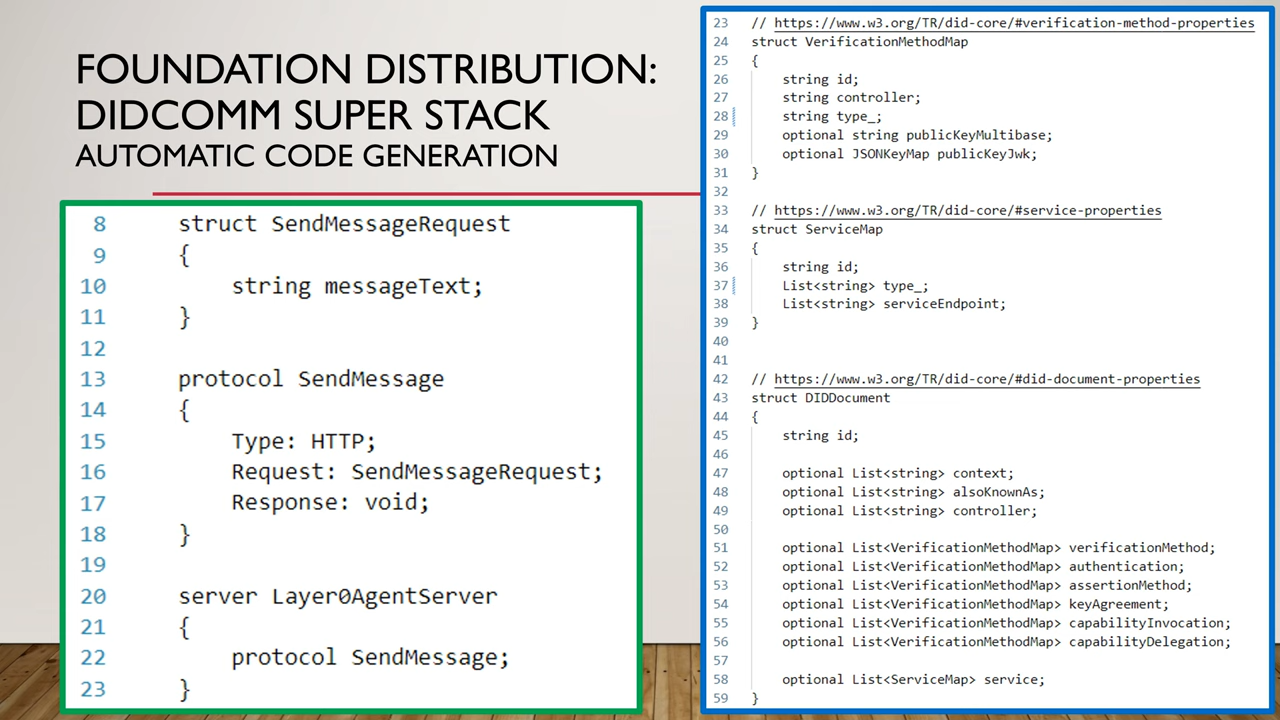 FOUNDATION DISTRIBUTION:
DIDCOMM SUPER STACK
AUTOMATIC CODE GENERATION
8 struct SendMessageRequest
9 {
10 string messageText;
11 }
12
13 protocol SendMessage
14 {
15 Type: HTTP;
16 Request: SendMessageRequest;
17 Response: void;
18 }
19
20 server Layer0AgentServer
21 {
22 protocol SendMessage;
23 }
23 // https://www.w3.org/TR/did-core/#verification-method-properties
24 struct VerificationMethodMap
25 {
26 string id;
27 string controller;
28 string type_;
29 optional string publicKeyMultibase;
30 optional JSONKeyMap publicKeyJwk;
31 }
32
33 // https://www.w3.org/TR/did-core/#service-properties
34 struct ServiceMap
35 {
36 string id;
37 List<string> type_;
38 List<string> serviceEndpoint;
39 }
40
41
42 // https://www.w3.org/TR/did-core/#did-document-properties
43 struct DIDDocument
44 {
45 string id;
46
47 optional List<string> context;
48 optional List<string> alsoKnownAs;
49 optional List<string> controller;
50
51 optional List<VerificationMethodMap> verificationMethod;
52 optional List<VerificationMethodMap> authentication;
53 optional List<VerificationMethodMap> assertionMethod;
54 optional List<VerificationMethodMap> keyAgreement;
55 optional List<VerificationMethodMap> capabilityInvocation;
56 optional List<VerificationMethodMap> capabilityDelegation;
57
58 optional List<ServiceMap> service;
59 }